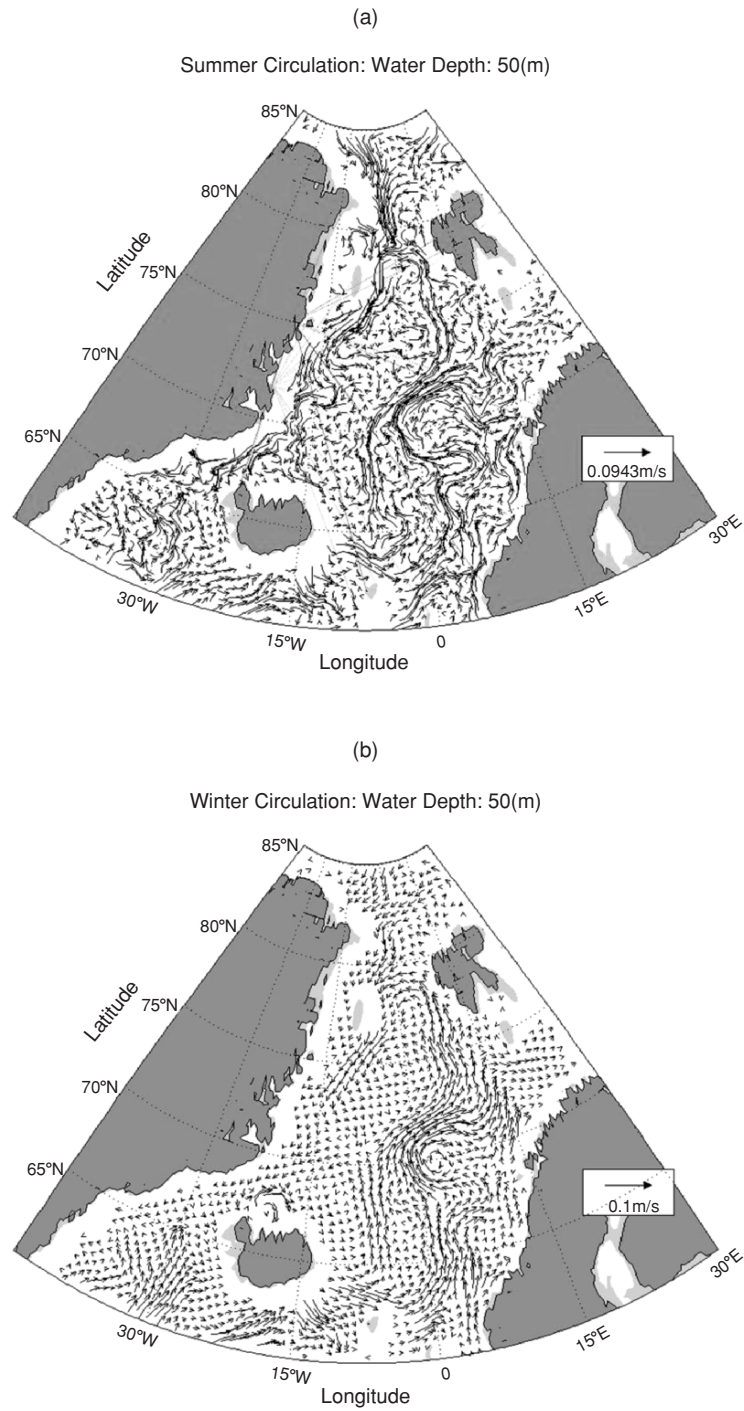 (a)
Summer Circulation: Water Depth: 50(m)
85°N
80°N
75°N
70°N
65°N
Latitude
0.0943m/s
30°W
15°W
0
15°E
30°E
Longitude
(b)
Winter Circulation: Water Depth: 50(m)
85°N
80°N
75°N
70°N
65°N
Latitude
0.1m/s
30°W
15°W
0
15°E
30°E
Longitude